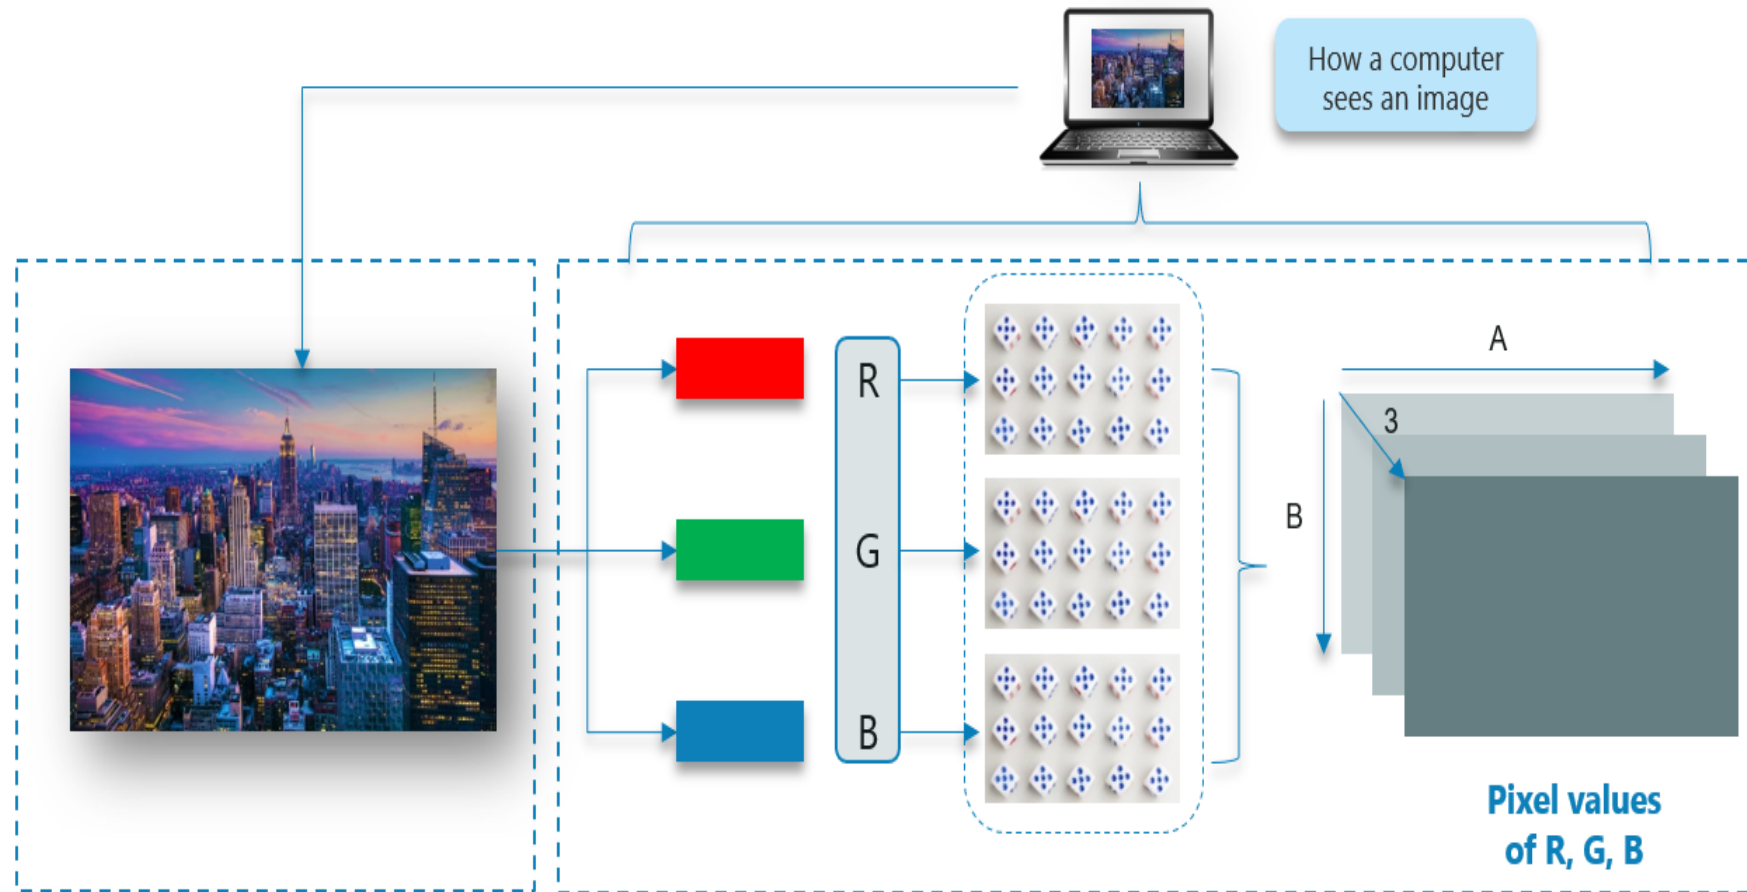 How a computer
sees an image
R
G
B
A
3
B
Pixel values
of R, G, B